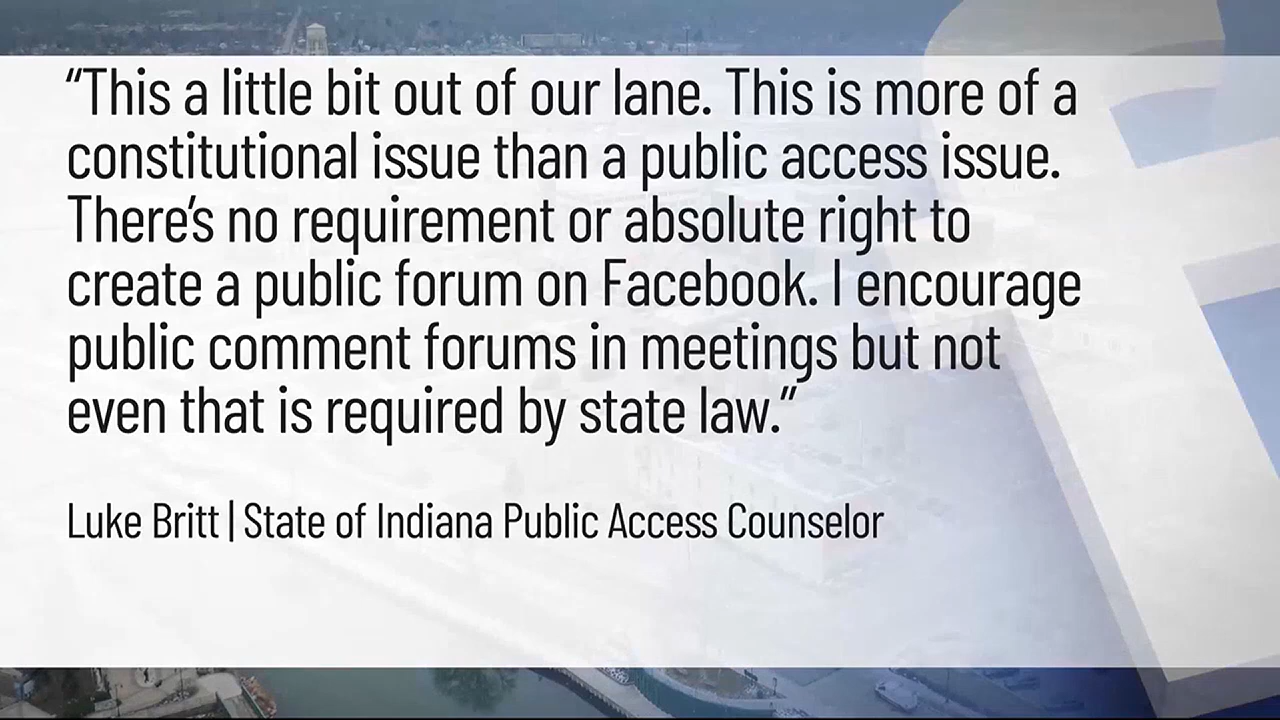 “This a little bit out of our lane. This is more of a
constitutional issue than a public access issue.
There’s no requirement or absolute right to
create a public forum on Facebook. I encourage
public comment forums in meetings but not
even that is required by state law.”
Luke Britt | State of Indiana Public Access Counselor